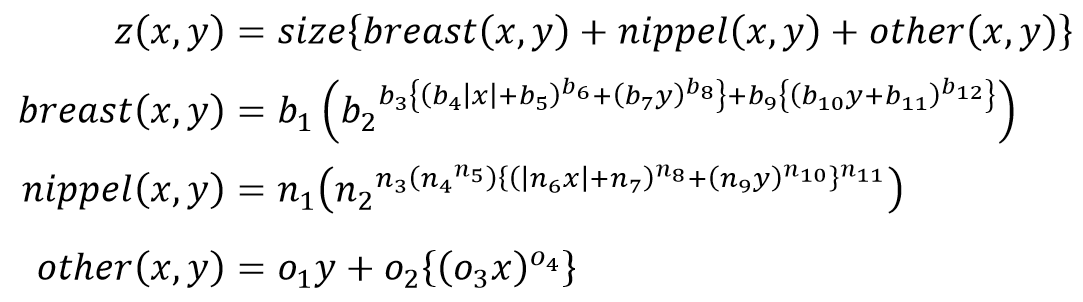 z(x, y) = size{breast(x, y) + nippel(x, y) + other(x, y)}
breast(x, y) = b₁(b₂^(b₃{(b₄|x|+b₅)^b₆+(b₇y)^b₈}+b₉{(b₁₀y+b₁₁)^b₁₂}))
nippel(x, y) = n₁(n₂^(n₃(n₄^n₅){(|n₆x|+n₇)^n₈+(n₉y)^n₁₀}^n₁₁))
other(x, y) = o₁y + o₂{(o₃x)^o₄}